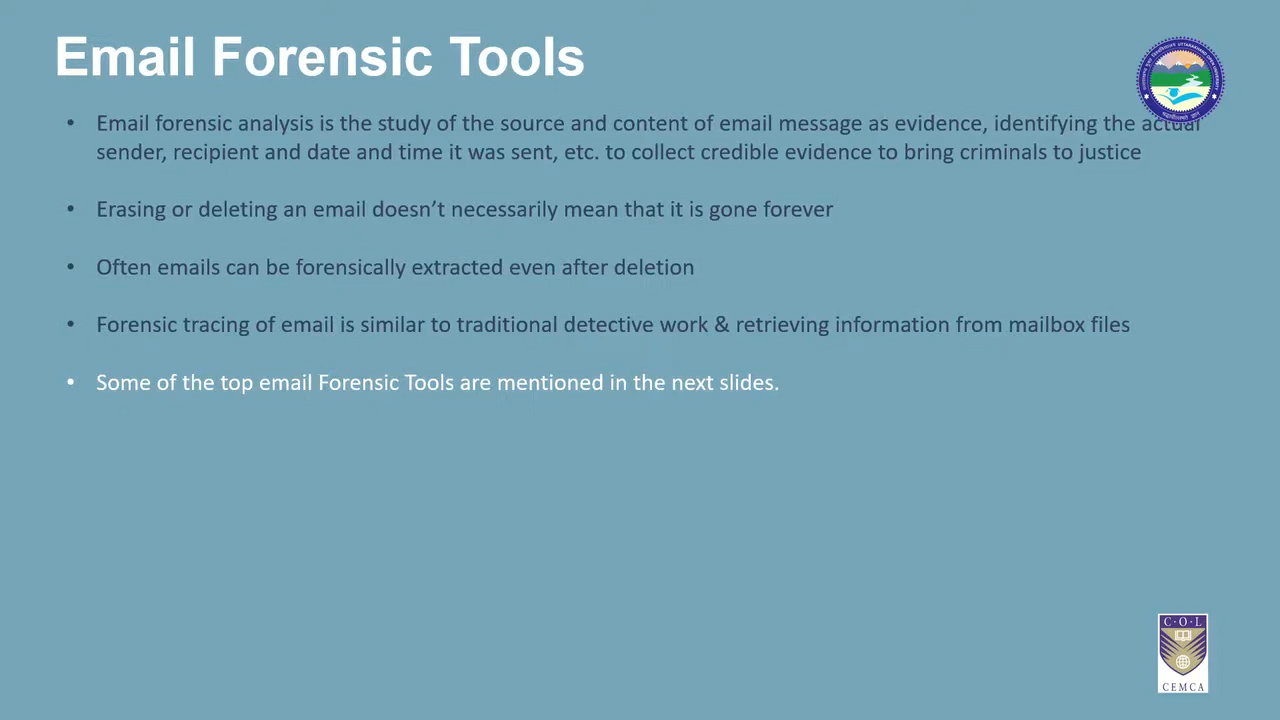 Email Forensic Tools
• Email forensic analysis is the study of the source and content of email message as evidence, identifying the actual
sender, recipient and date and time it was sent, etc. to collect credible evidence to bring criminals to justice
• Erasing or deleting an email doesn’t necessarily mean that it is gone forever
• Often emails can be forensically extracted even after deletion
• Forensic tracing of email is similar to traditional detective work & retrieving information from mailbox files
• Some of the top email Forensic Tools are mentioned in the next slides.
C·O·L
CEMCA